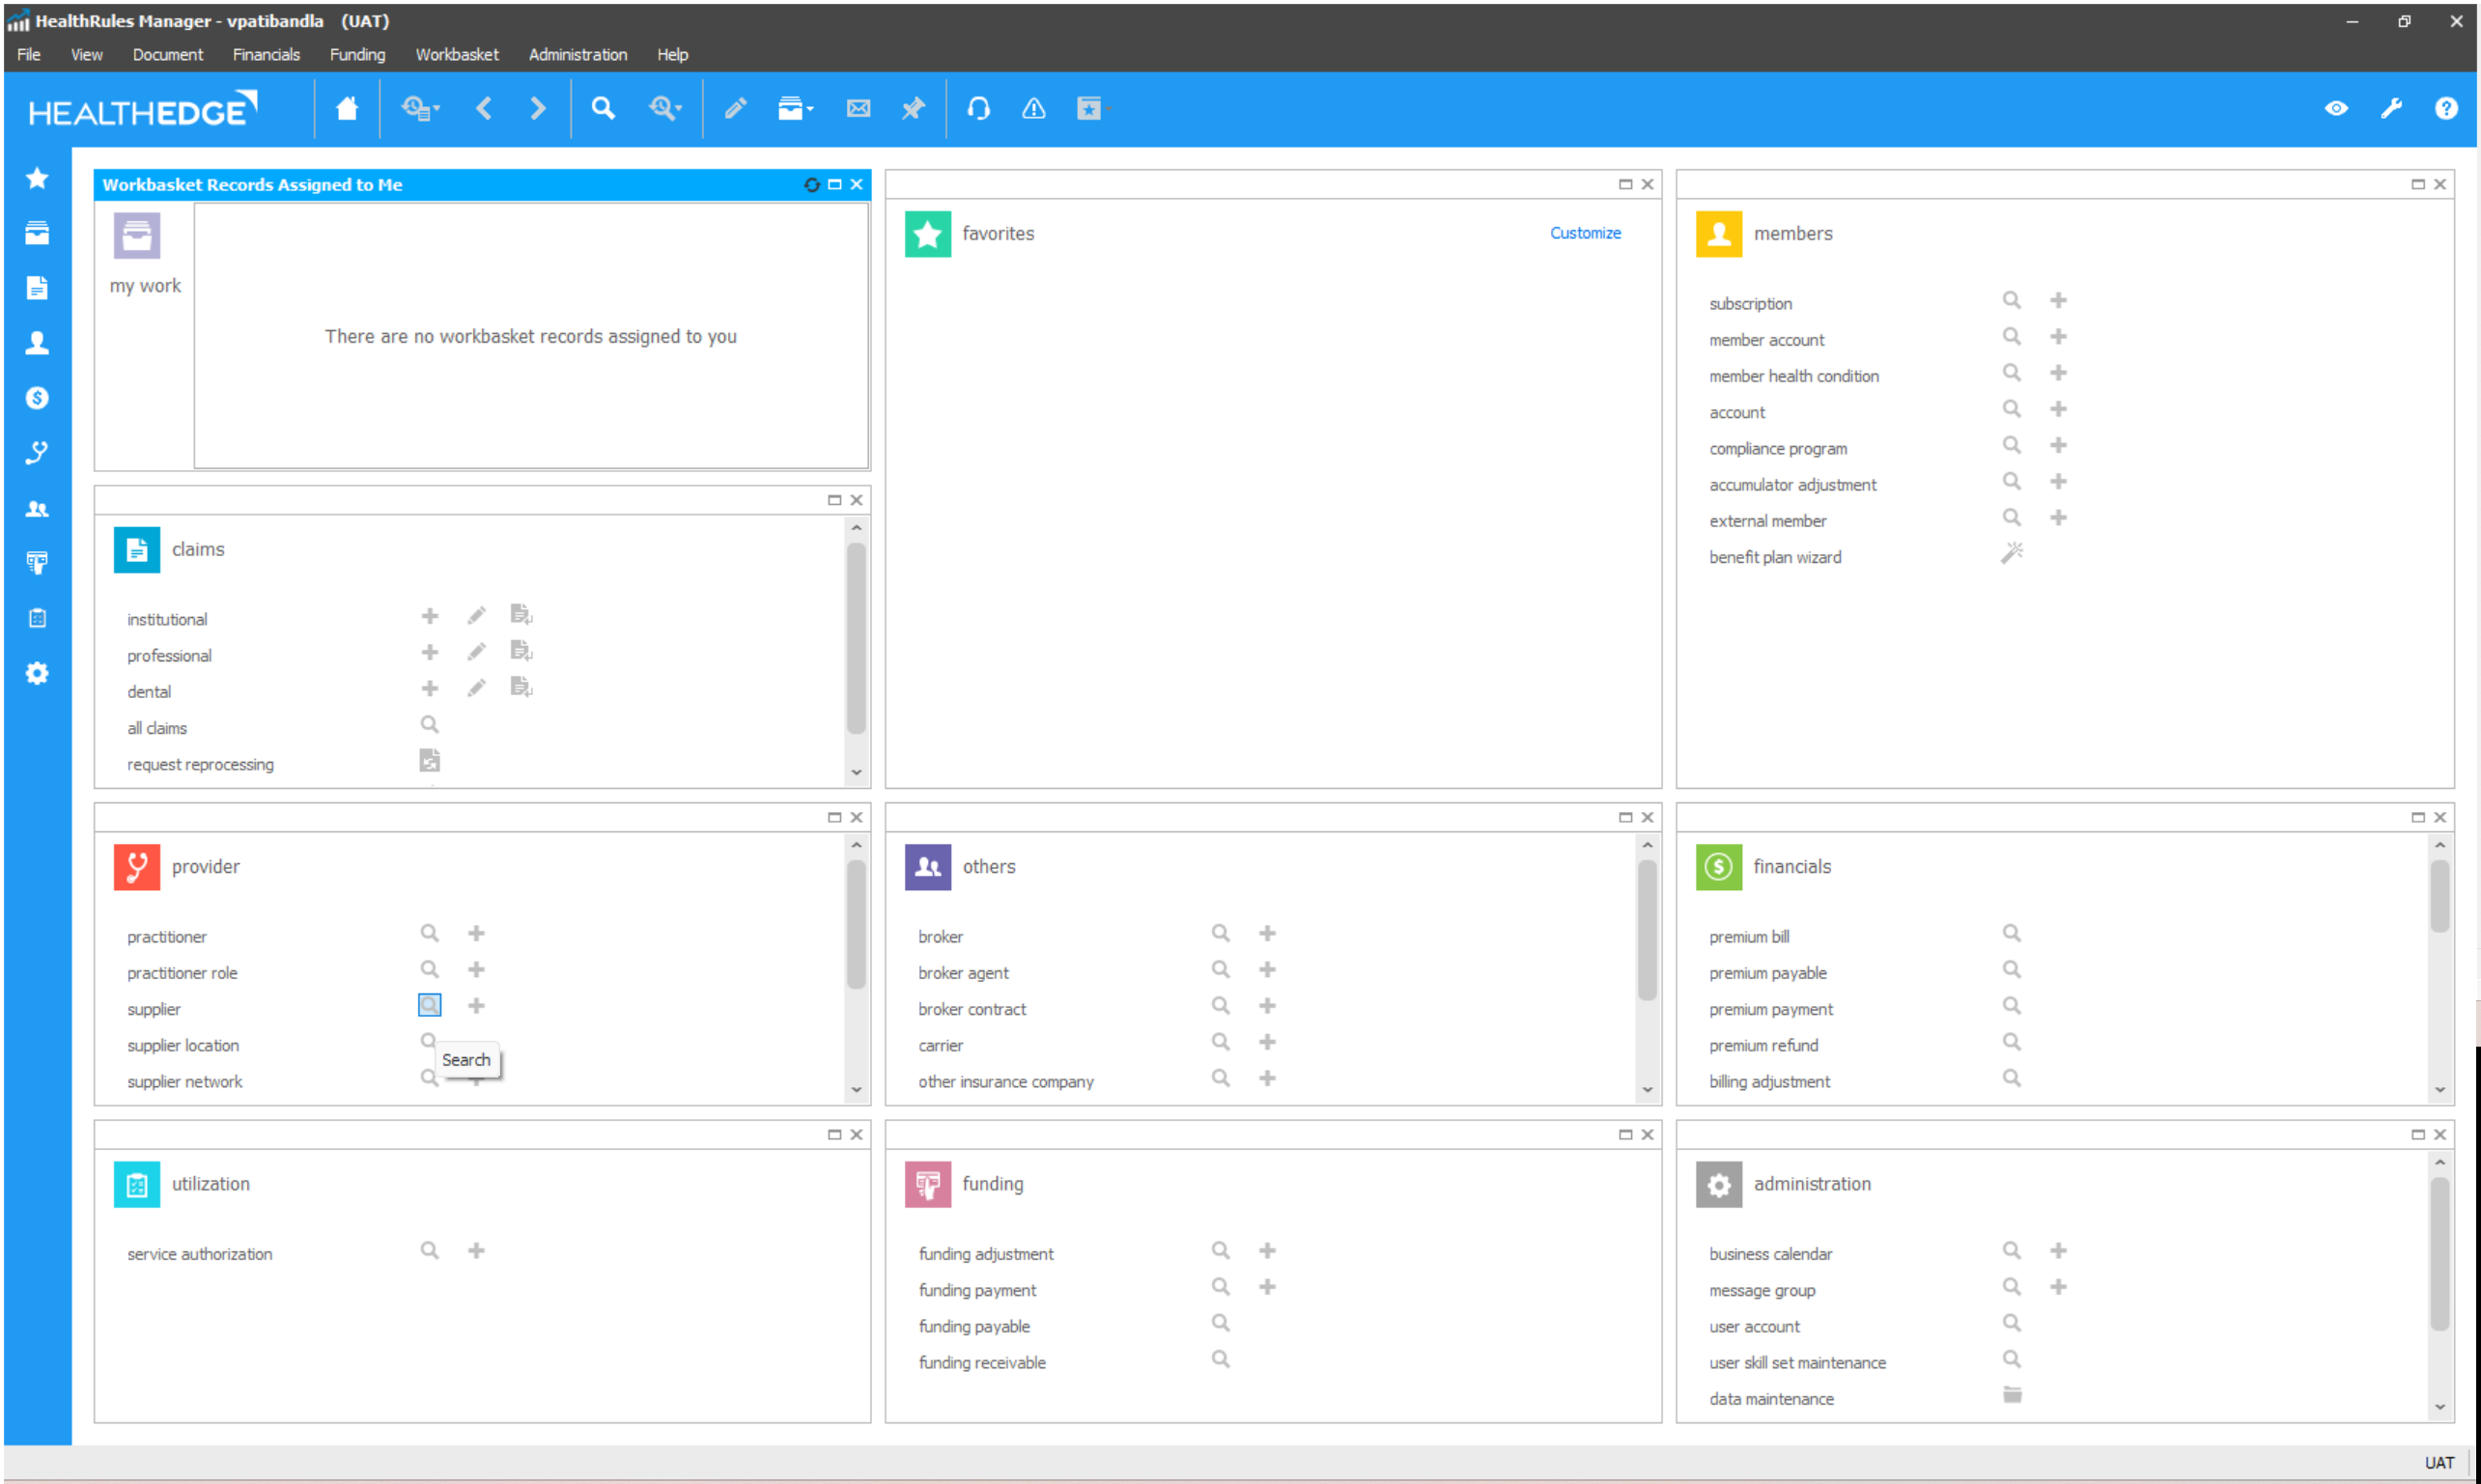 HealthRules Manager - vpatibandla (UAT)
File View Document Financials Funding Workbasket Administration Help
HEALTHEDGE
Workbasket Records Assigned to Me
my work
There are no workbasket records assigned to you
favorites
Customize
members
subscription
member account
member health condition
account
compliance program
accumulator adjustment
external member
benefit plan wizard
claims
institutional
professional
dental
all claims
request reprocessing
provider
practitioner
practitioner role
supplier
supplier location
Search
supplier network
others
broker
broker agent
broker contract
carrier
other insurance company
financials
premium bill
premium payable
premium payment
premium refund
billing adjustment
utilization
service authorization
funding
funding adjustment
funding payment
funding payable
funding receivable
administration
business calendar
message group
user account
user skill set maintenance
data maintenance
UAT